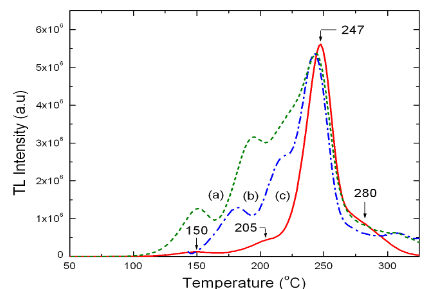 247
6x10⁶
5x10⁶
4x10⁶
3x10⁶
2x10⁶
1x10⁶
0
TL Intensity (a.u)
(a)
(b)
(c)
280
150
205
50 100 150 200 250 300
Temperature (°C)